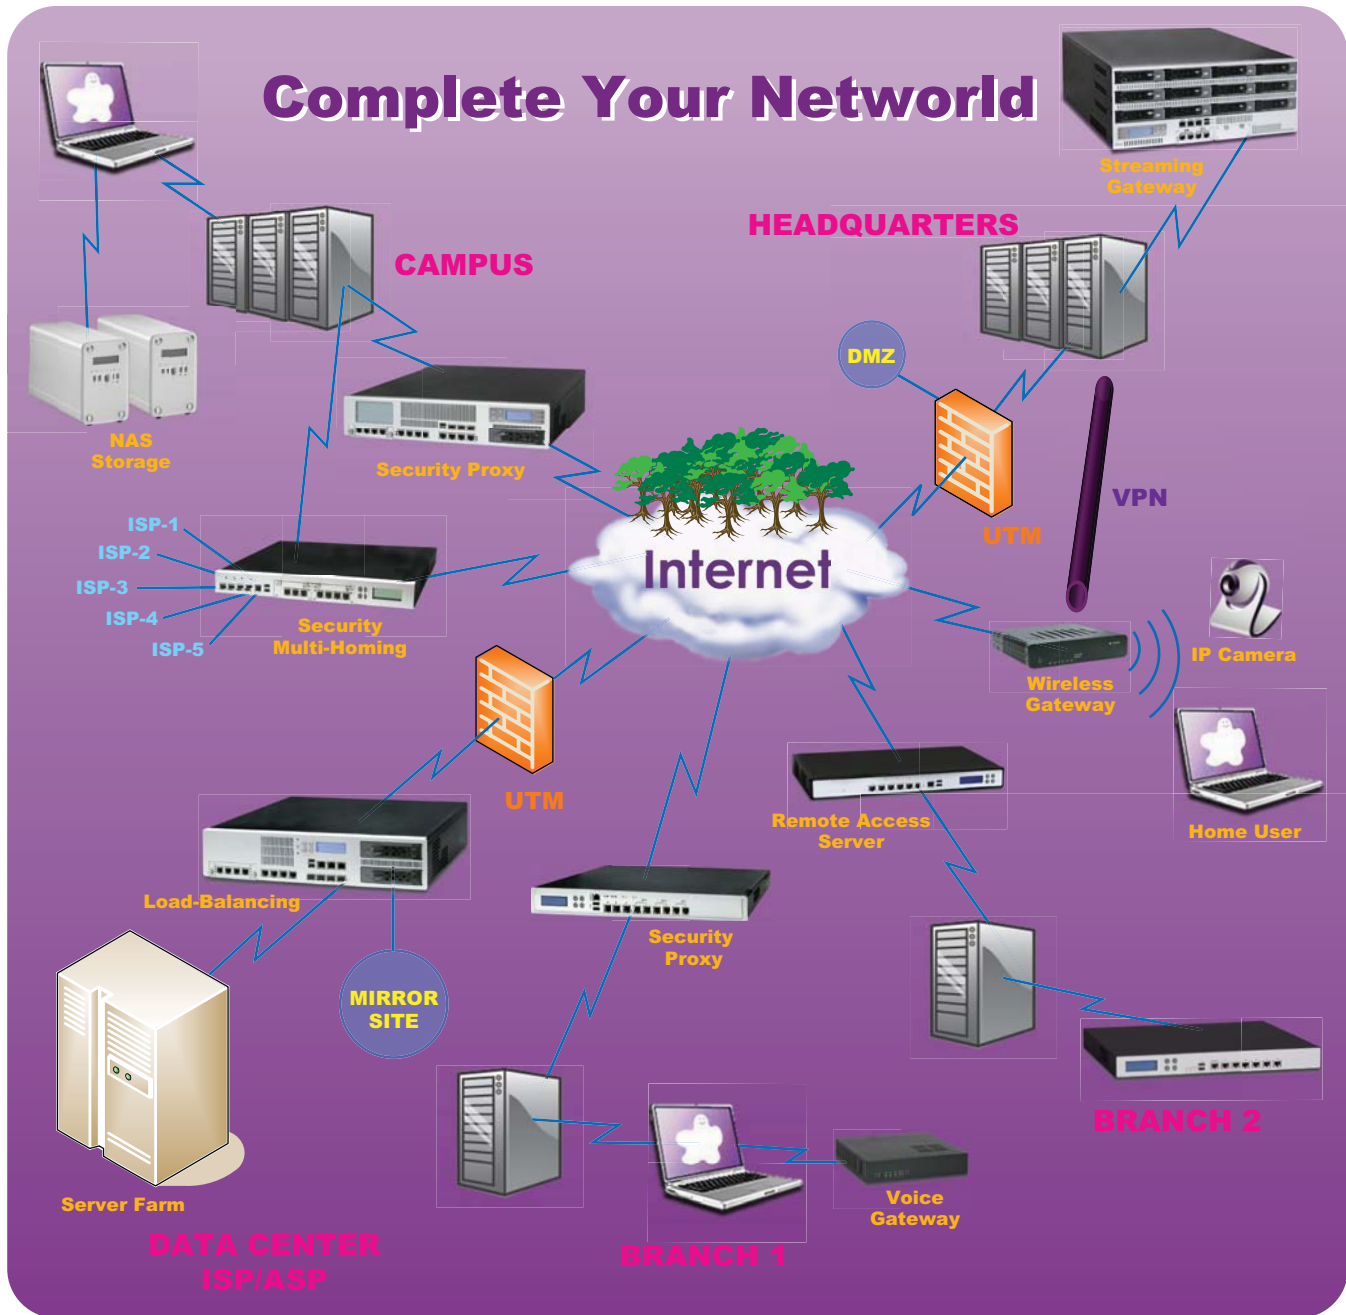 Complete Your Networld
Streaming
Gateway
HEADQUARTERS
CAMPUS
DMZ
NAS
Storage
Security Proxy
VPN
UTM
ISP-1
ISP-2
ISP-3
ISP-4
ISP-5
Internet
Security
Multi-Homing
IP Camera
Wireless
Gateway
UTM
Remote Access
Server
Home User
Load-Balancing
Security
Proxy
MIRROR
SITE
BRANCH 2
Server Farm
Voice
Gateway
DATA CENTER
ISP/ASP
BRANCH 1